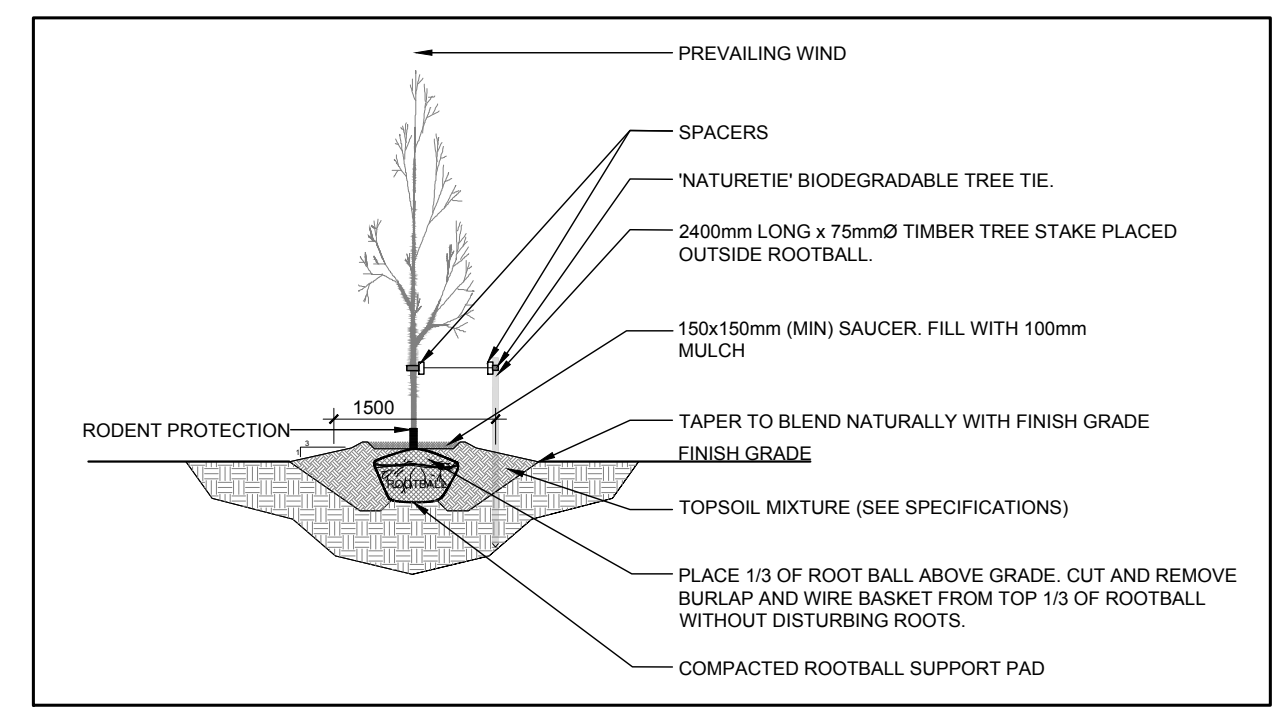 PREVAILING WIND
SPACERS
'NATURETIE' BIODEGRADABLE TREE TIE.
2400mm LONG x 75mmØ TIMBER TREE STAKE PLACED
OUTSIDE ROOTBALL.
150x150mm (MIN) SAUCER. FILL WITH 100mm
MULCH
1500
RODENT PROTECTION
3
1
TAPER TO BLEND NATURALLY WITH FINISH GRADE
FINISH GRADE
ROOTBALL
TOPSOIL MIXTURE (SEE SPECIFICATIONS)
PLACE 1/3 OF ROOT BALL ABOVE GRADE. CUT AND REMOVE
BURLAP AND WIRE BASKET FROM TOP 1/3 OF ROOTBALL
WITHOUT DISTURBING ROOTS.
COMPACTED ROOTBALL SUPPORT PAD